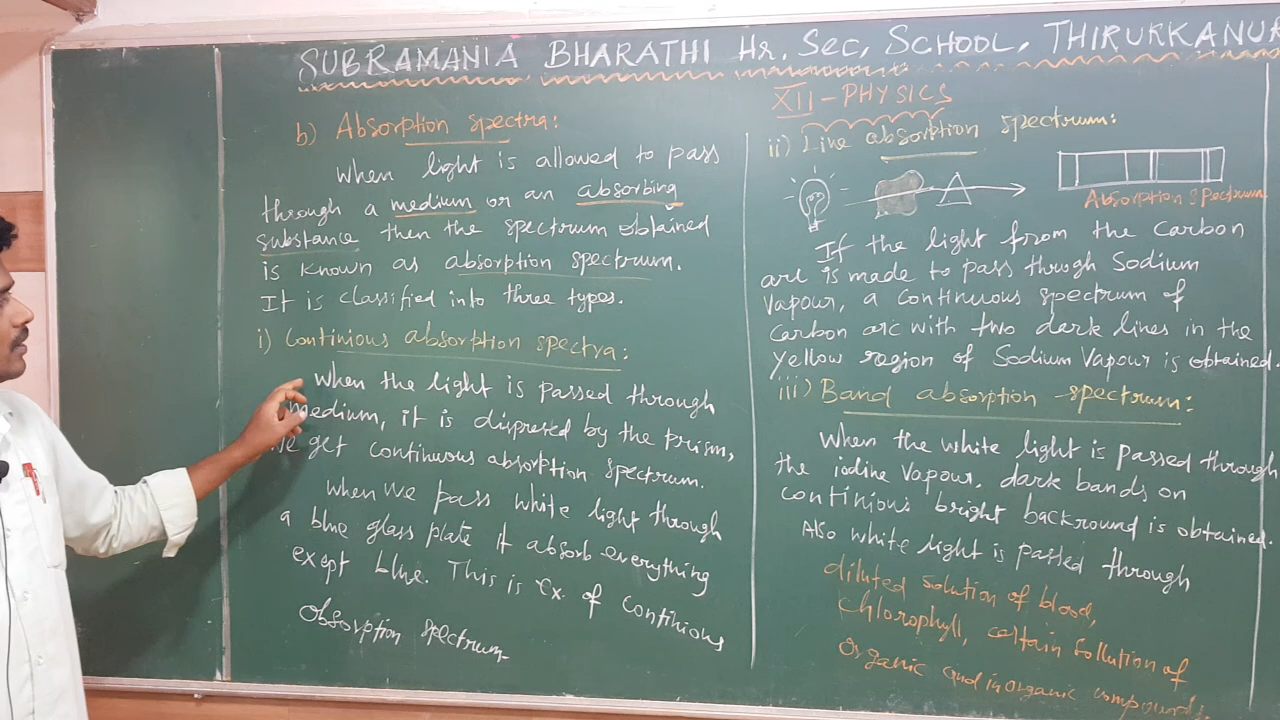 SUBRAMANIA BHARATHI Hr. Sec, SCHOOL, THIRUKKANUR
XII - PHYSICS
b) Absorption spectra:
When light is allowed to pass
through a medium or an absorbing
substance then the spectrum obtained
is known as absorption spectrum.
It is classified into three types.
i) Continious absorption spectra:
When the light is passed through
medium, it is dispresed by the prism,
get continuous absorption spectrum.
When we pass white light through
a blue glass plate it absorb everything
exept blue. This is ex. of continious
Obsorption spectrum
ii) Line absorption spectrum:
Absorption spectrum
If the light from the carbon
arc is made to pass through Sodium
Vapour, a continuous spectrum of
carbon arc with two dark lines in the
yellow region of Sodium Vapour is obtained.
iii) Band absorption spectrum:
When the white light is passed through
the iodine Vapour. dark bands on
continious bright backround is obtained.
Also white light is passed through
diluted solution of blood,
chlorophyll, certain Sollution of
Organic and inorganic compounds.